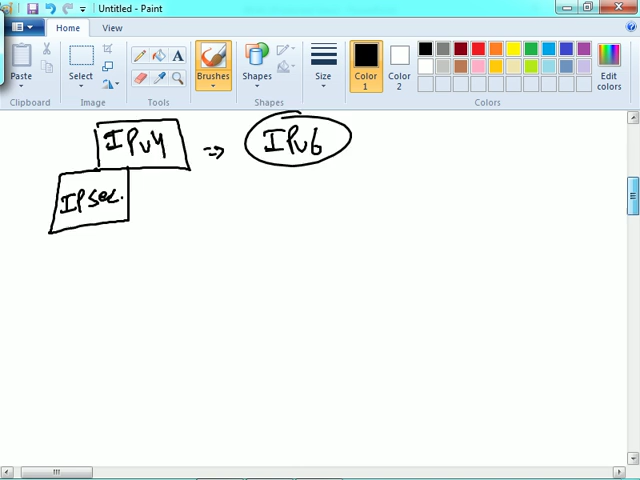 Untitled - Paint
Home View
Paste Select Brushes Shapes Size Color 1 Color 2 Edit colors
Clipboard Image Tools Shapes Colors
IPv4 ⇒ IPv6
IPsec.